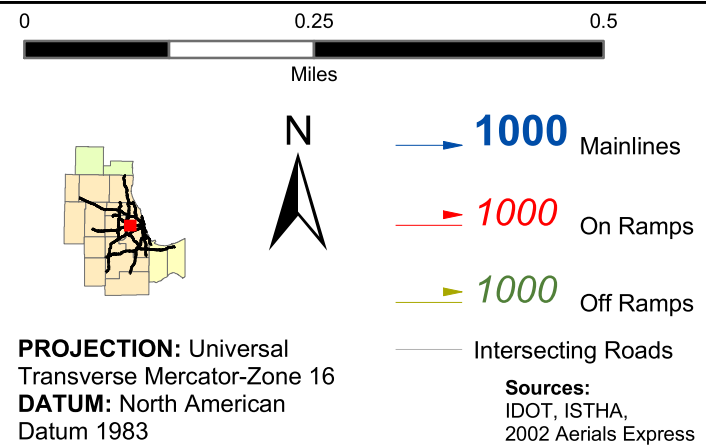 0 0.25 0.5
Miles
N
1000 Mainlines
1000 On Ramps
1000 Off Ramps
Intersecting Roads
PROJECTION: Universal
Transverse Mercator-Zone 16
DATUM: North American
Datum 1983
Sources:
IDOT, ISTHA,
2002 Aerials Express